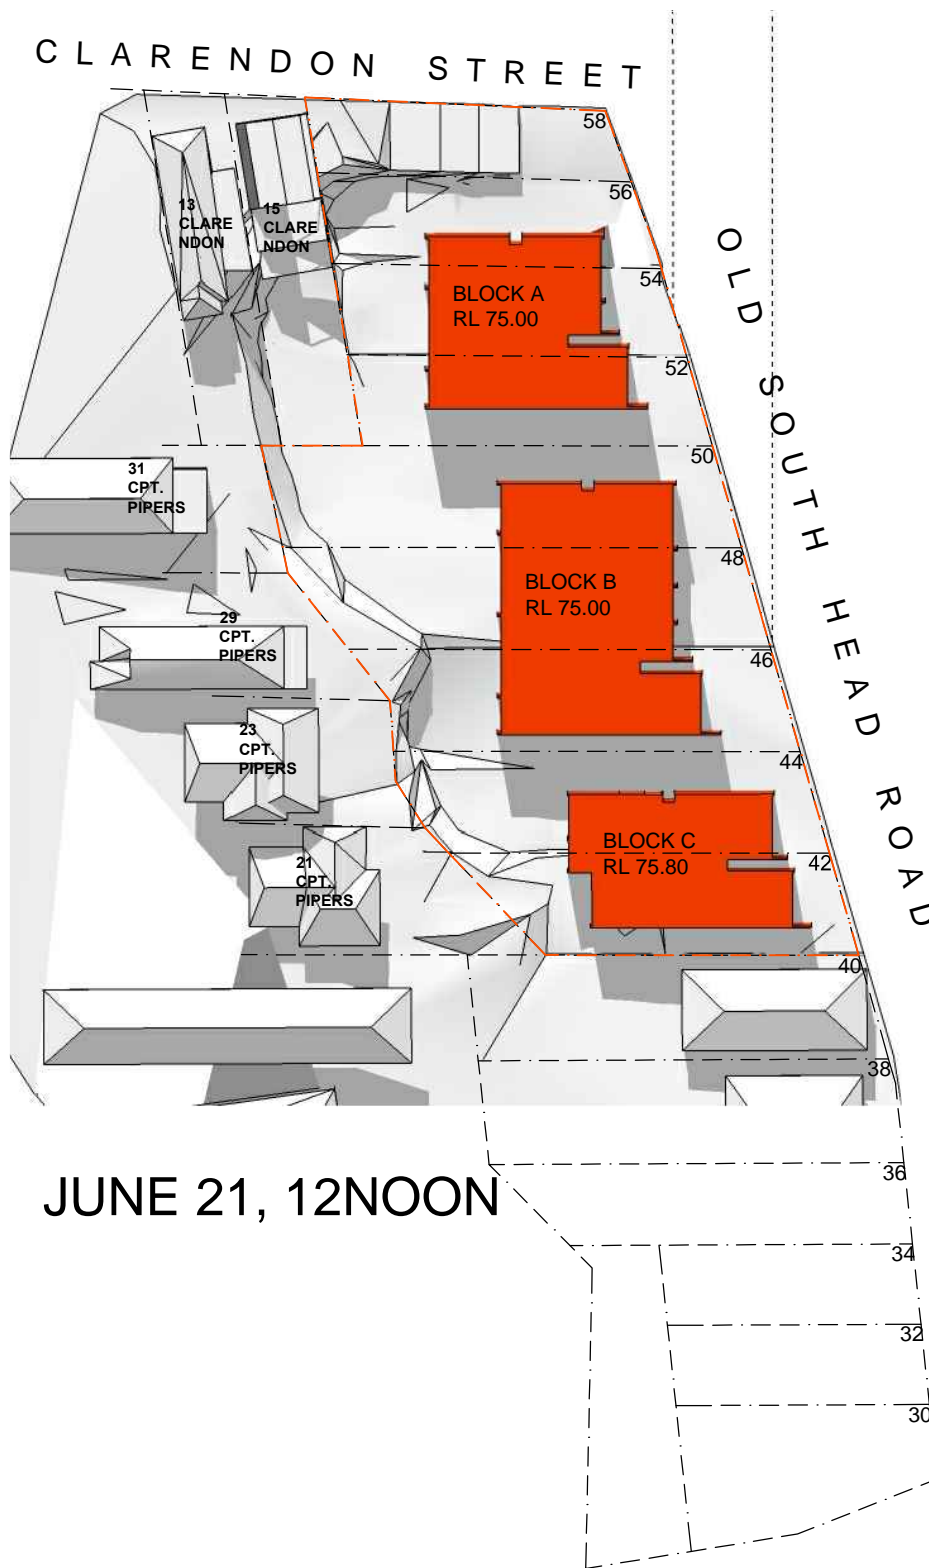 CLARENDON STREET
58
56
13
CLARE
NDON
15
CLARE
NDON
OLD SOUTH HEAD ROAD
54
BLOCK A
RL 75.00
52
50
31
CPT.
PIPERS
48
BLOCK B
RL 75.00
29
CPT.
PIPERS
46
23
CPT.
PIPERS
44
BLOCK C
RL 75.80
42
21
CPT.
PIPERS
40
38
36
JUNE 21, 12NOON
34
32
30